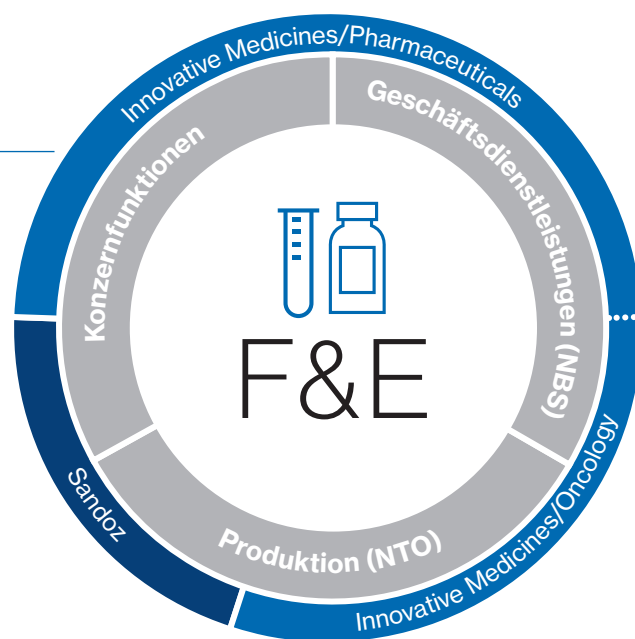 Innovative Medicines/Pharmaceuticals
Konzernfunktionen
Geschäftsdienstleistungen (NBS)
F&E
Produktion (NTO)
Sandoz
Innovative Medicines/Oncology